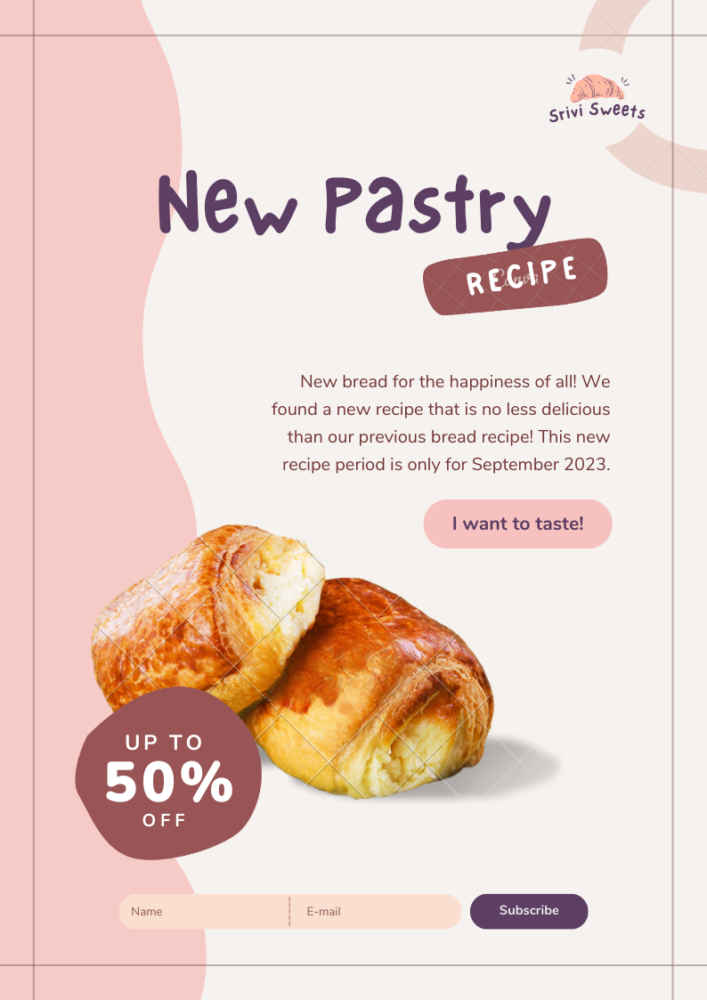 Srivi Sweets
New Pastry
RECIPE
Canva
New bread for the happiness of all! We
found a new recipe that is no less delicious
than our previous bread recipe! This new
recipe period is only for September 2023.
I want to taste!
UP TO
50%
OFF
Name
E-mail
Subscribe